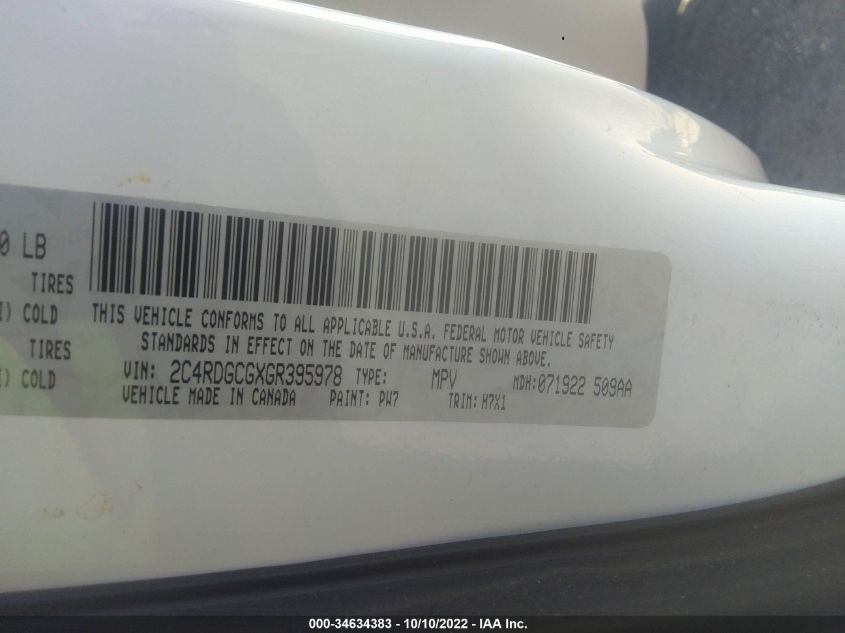 0 LB
TIRES
I) COLD
TIRES
I) COLD
THIS VEHICLE CONFORMS TO ALL APPLICABLE U.S.A. FEDERAL MOTOR VEHICLE SAFETY
STANDARDS IN EFFECT ON THE DATE OF MANUFACTURE SHOWN ABOVE.
VIN: 2C4RDGCGXGR395978 TYPE: MPV MDH:071922 509AA
VEHICLE MADE IN CANADA PAINT: PW7 TRIM: H7X1
000-34634383 - 10/10/2022 - IAA Inc.